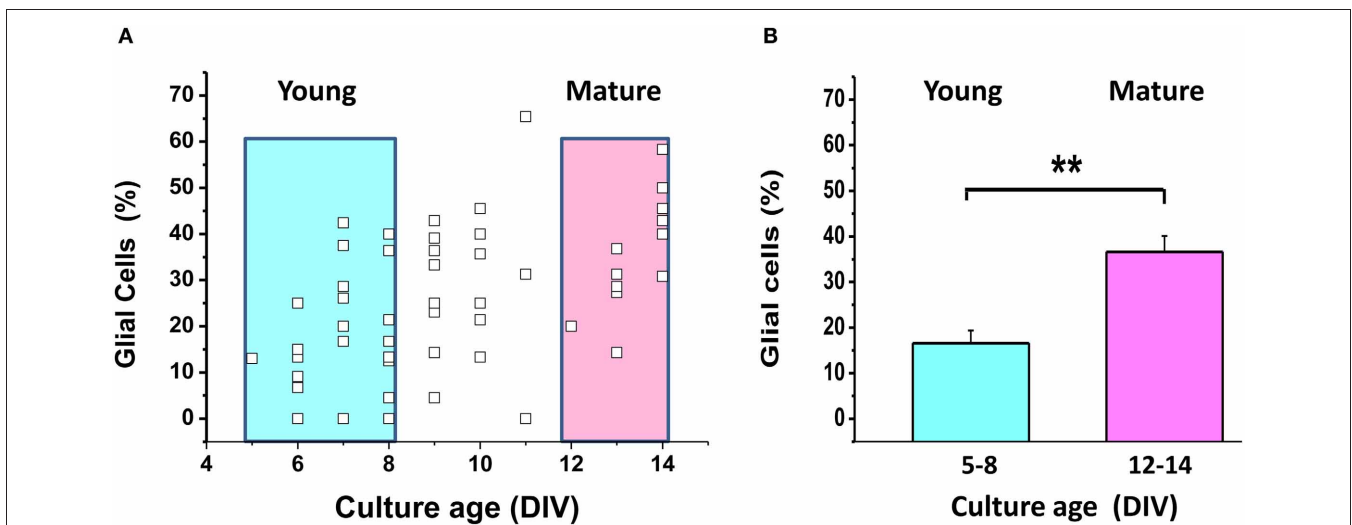 A
Young
Mature
Glial Cells (%)
70
60
50
40
30
20
10
0
4 6 8 10 12 14
Culture age (DIV)
B
Young
Mature
**
Glial cells (%)
70
60
50
40
30
20
10
0
5-8 12-14
Culture age (DIV)